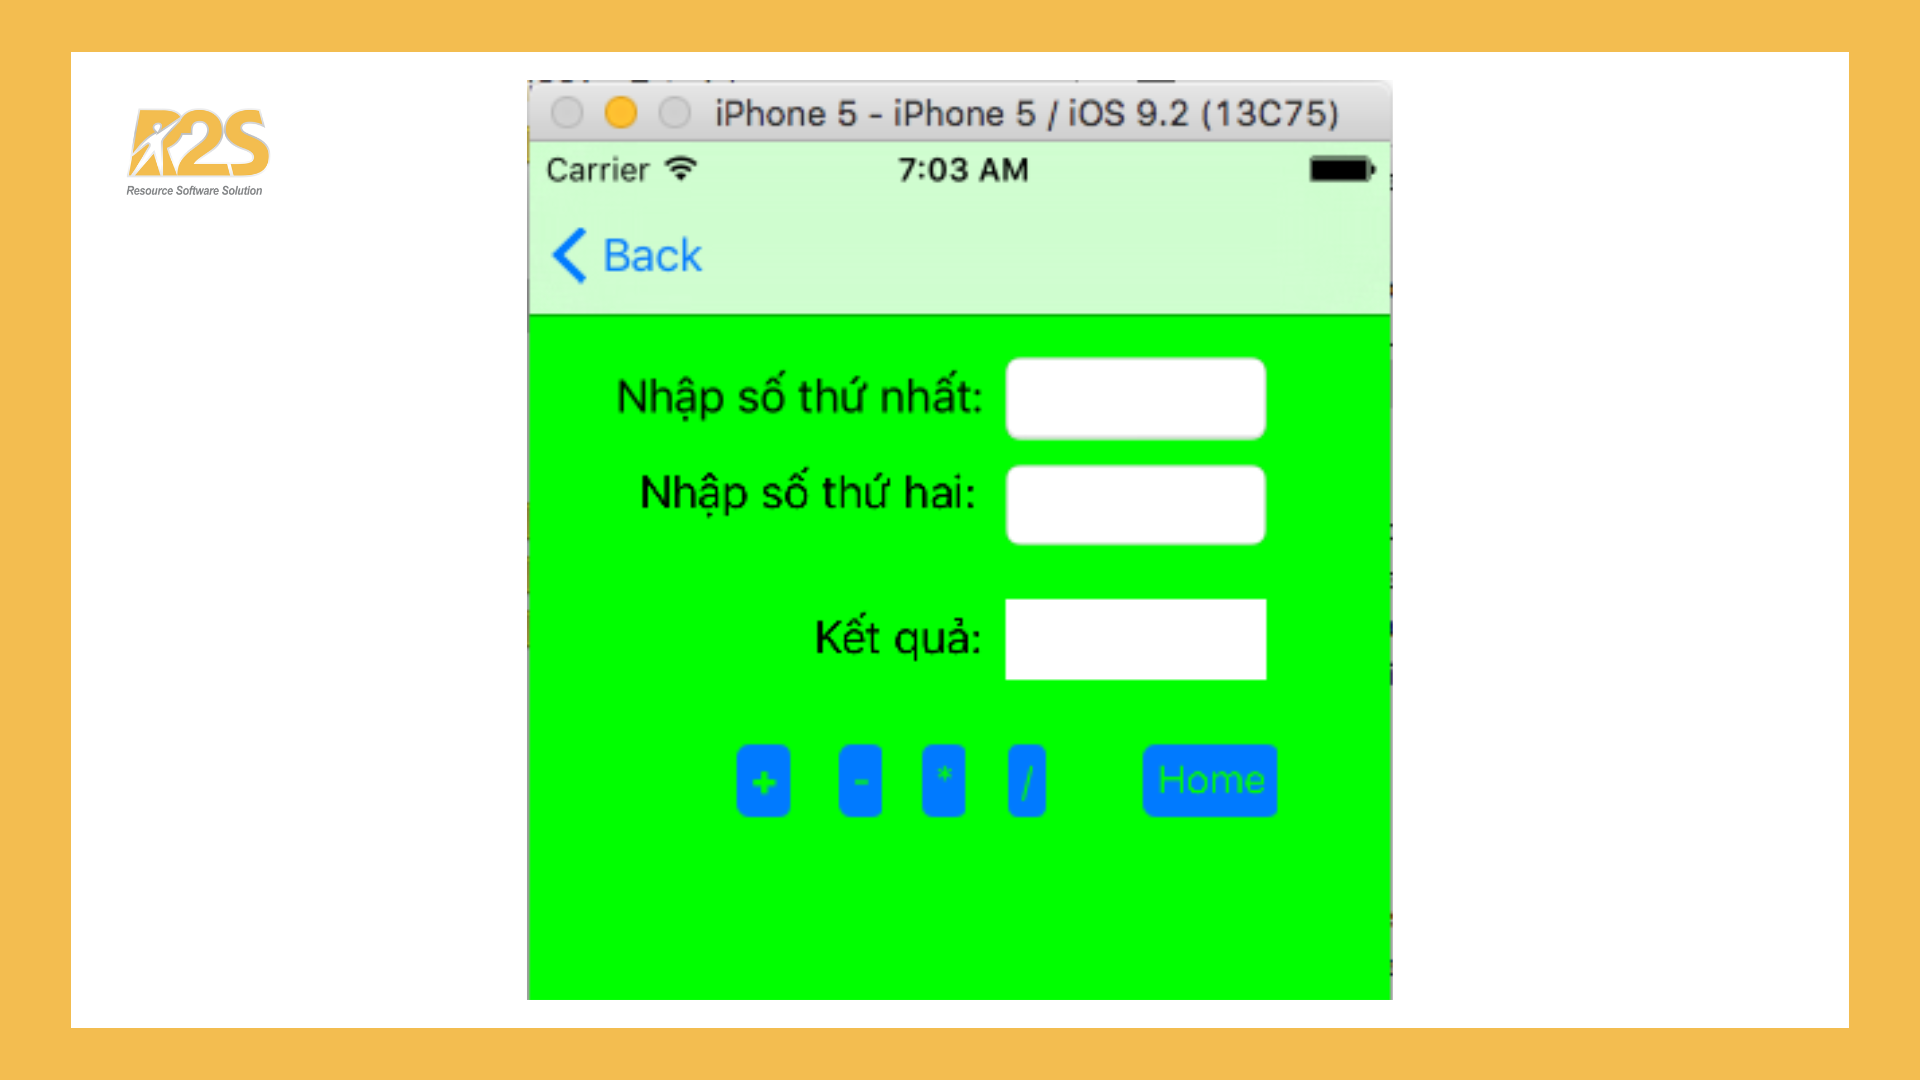 R2S
Resource Software Solution
iPhone 5 - iPhone 5 / iOS 9.2 (13C75)
Carrier 7:03 AM
Back
Nhập số thứ nhất:
Nhập số thứ hai:
Kết quả:
+ - * / Home